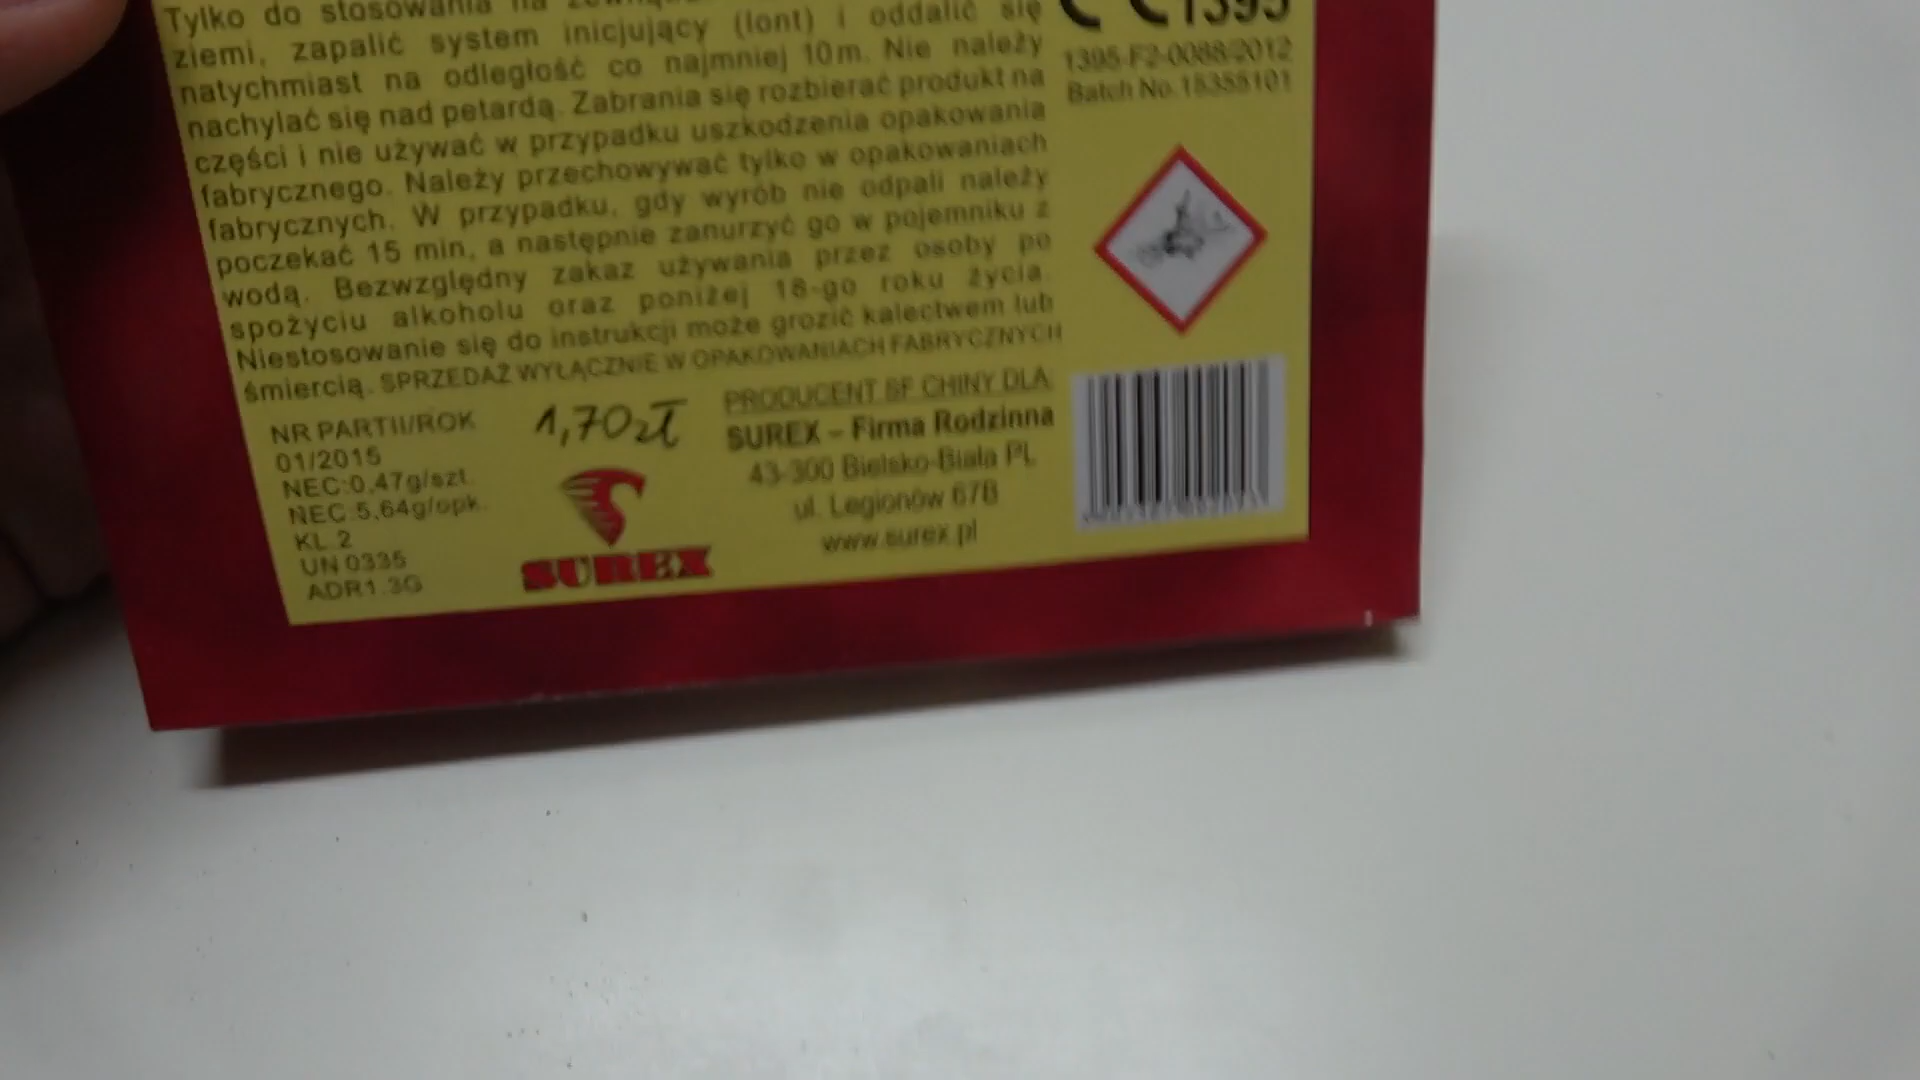 Tylko do stosowania na
ziemi, zapalić system inicjujący (lont) i oddalić się
natychmiast na odległość co najmniej 10m. Nie należy
nachylać się nad petardą. Zabrania się rozbierać produkt na
części i nie używać w przypadku uszkodzenia opakowania
fabrycznego. Należy przechowywać tylko w opakowaniach
fabrycznych. W przypadku, gdy wyrób nie odpali należy
poczekać 15 min, a następnie zanurzyć go w pojemniku z
wodą. Bezwzględny zakaz używania przez osoby po
spożyciu alkoholu oraz poniżej 18-go roku życia.
Niestosowanie się do instrukcji może grozić kalectwem lub
śmiercią. SPRZEDAŻ WYŁĄCZNIE W OPAKOWANIACH FABRYCZNYCH
CE1395
1395-F2-0088/2012
Batch No.15358101
NR PARTII/ROK
01/2015
NEC:0,47g/szt.
NEC:5,64g/opk.
KL.2
UN 0335
ADR1.3G
1,70zł
SUREX
PRODUCENT SF CHINY DLA:
SUREX – Firma Rodzinna
43-300 Bielsko-Biała PL
ul. Legionów 67B
www.surex.pl